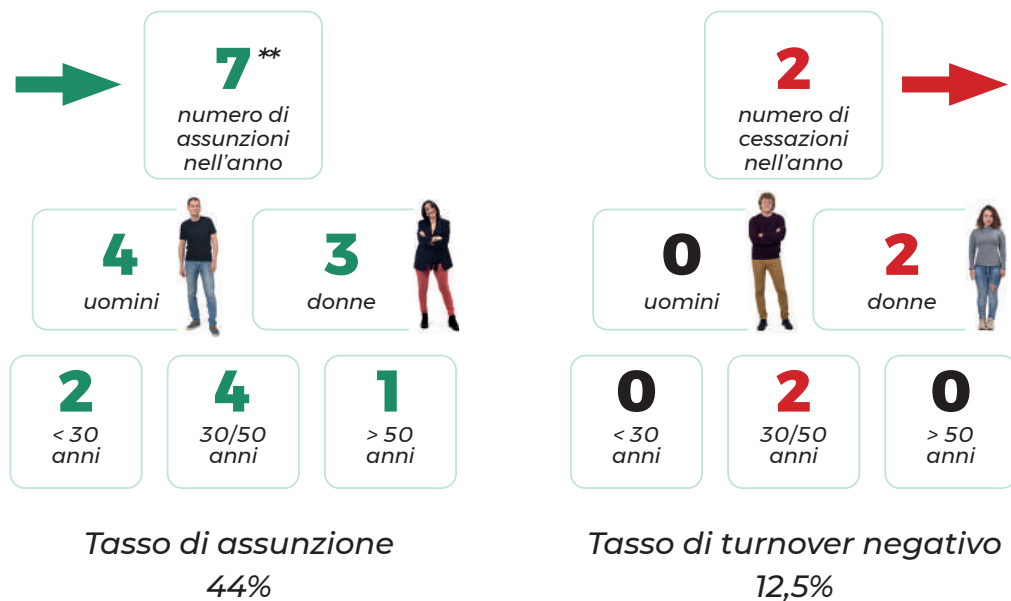 7**
numero di
assunzioni
nell'anno
4
uomini
3
donne
2
< 30
anni
4
30/50
anni
1
> 50
anni
Tasso di assunzione
44%
2
numero di
cessazioni
nell'anno
0
uomini
2
donne
0
< 30
anni
2
30/50
anni
0
> 50
anni
Tasso di turnover negativo
12,5%